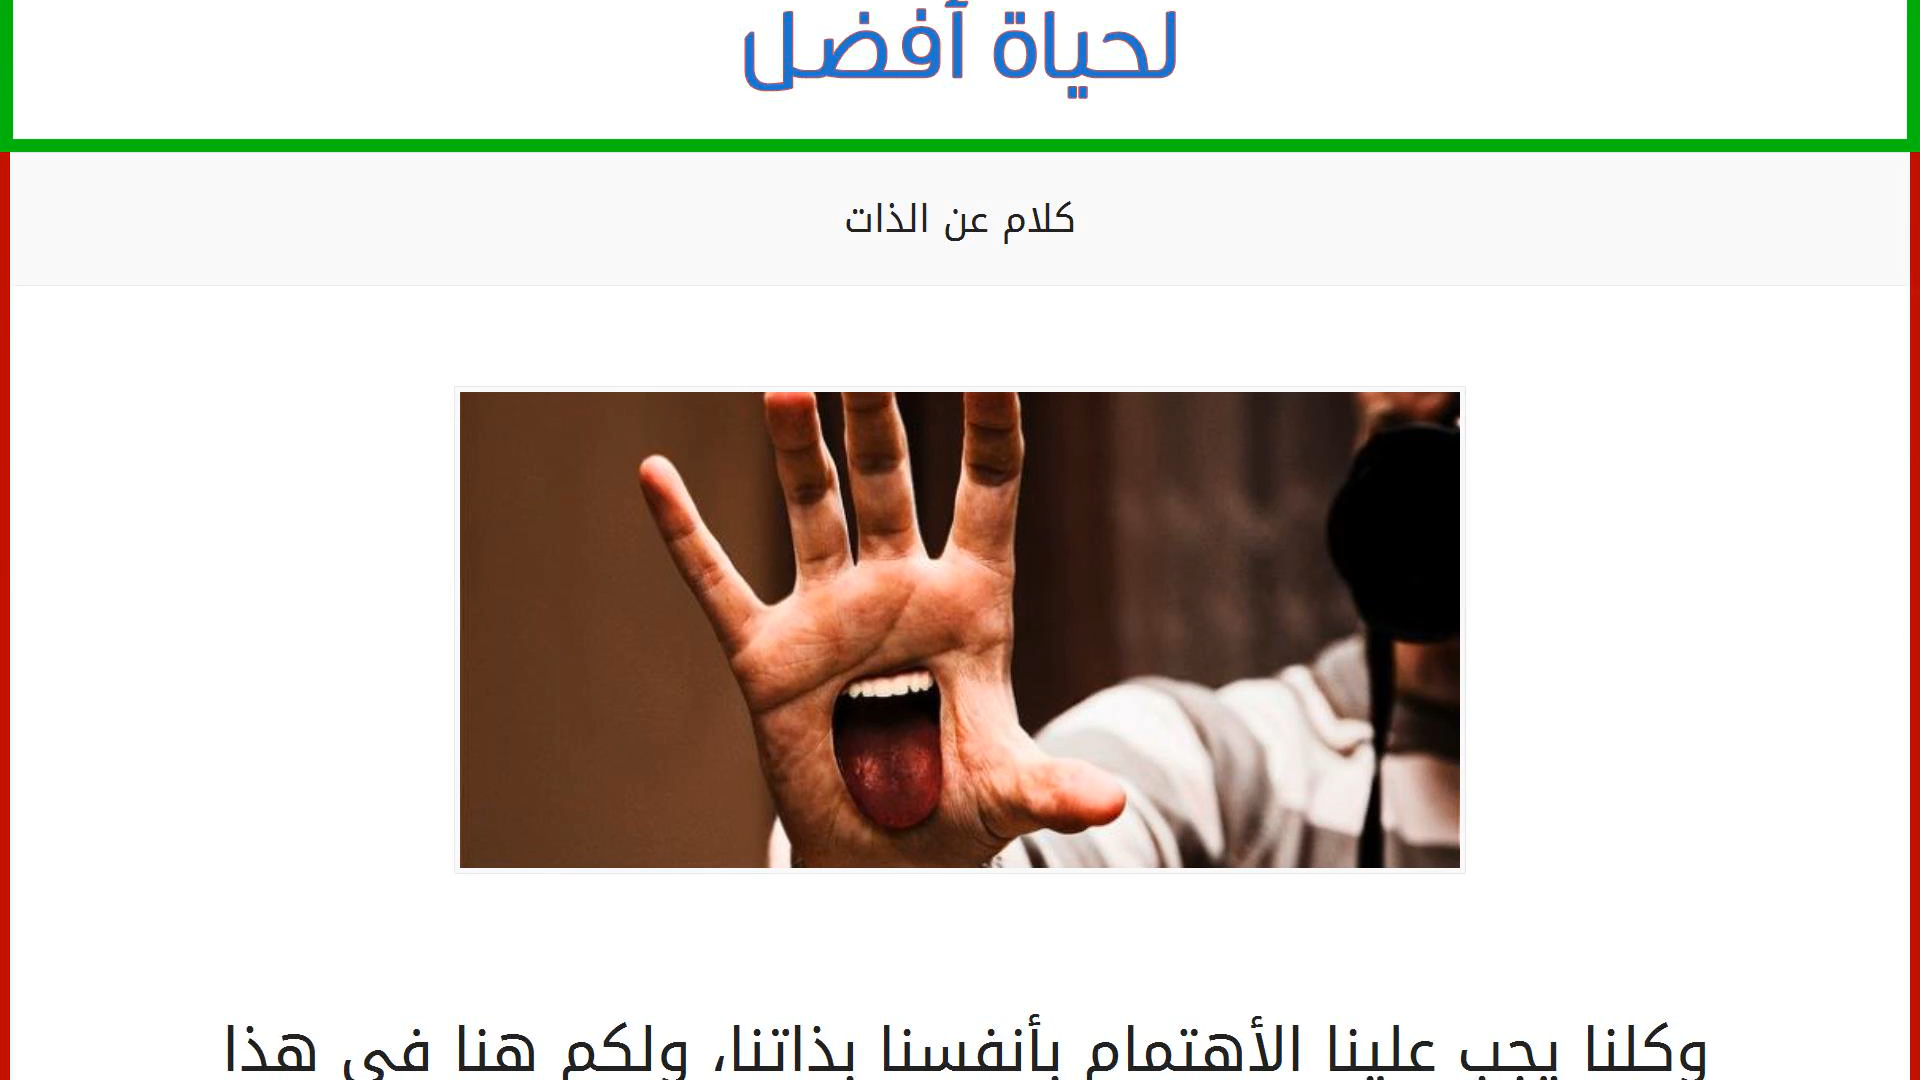 لحياة أفضل
كلام عن الذات
وكلنا يجب علينا الأهتمام بأنفسنا بذاتنا، ولكم هنا في هذا